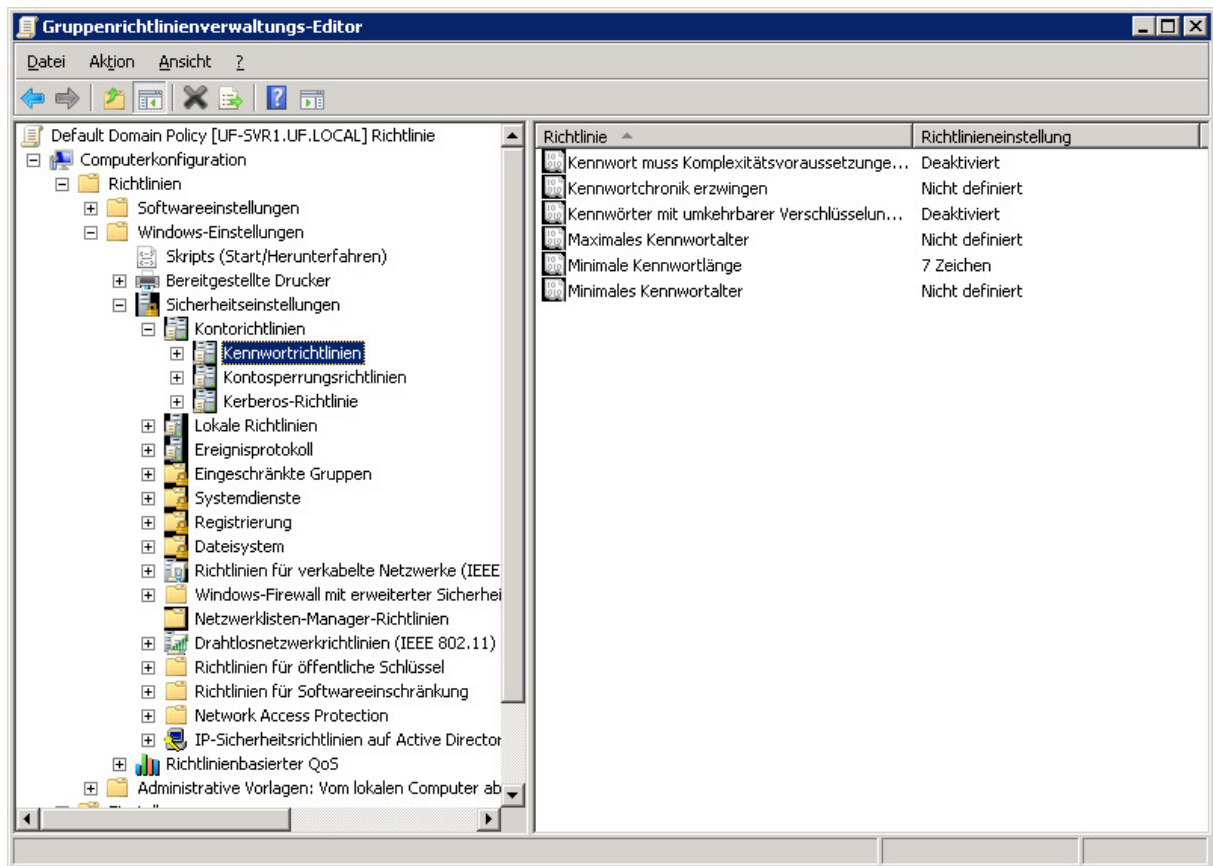 Gruppenrichtlinienverwaltungs-Editor
Datei Aktion Ansicht ?
Default Domain Policy [UF-SVR1.UF.LOCAL] Richtlinie
Computerkonfiguration
Richtlinien
Softwareeinstellungen
Windows-Einstellungen
Skripts (Start/Herunterfahren)
Bereitgestellte Drucker
Sicherheitseinstellungen
Kontorichtlinien
Kennwortrichtlinien
Kontosperrungsrichtlinien
Kerberos-Richtlinie
Lokale Richtlinien
Ereignisprotokoll
Eingeschränkte Gruppen
Systemdienste
Registrierung
Dateisystem
Richtlinien für verkabelte Netzwerke (IEEE
Windows-Firewall mit erweiterter Sicherhei
Netzwerklisten-Manager-Richtlinien
Drahtlosnetzwerkrichtlinien (IEEE 802.11)
Richtlinien für öffentliche Schlüssel
Richtlinien für Softwareeinschränkung
Network Access Protection
IP-Sicherheitsrichtlinien auf Active Director
Richtlinienbasierter QoS
Administrative Vorlagen: Vom lokalen Computer ab
Richtlinie Richtlinieneinstellung
Kennwort muss Komplexitätsvoraussetzunge... Deaktiviert
Kennwortchronik erzwingen Nicht definiert
Kennwörter mit umkehrbarer Verschlüsselun... Deaktiviert
Maximales Kennwortalter Nicht definiert
Minimale Kennwortlänge 7 Zeichen
Minimales Kennwortalter Nicht definiert